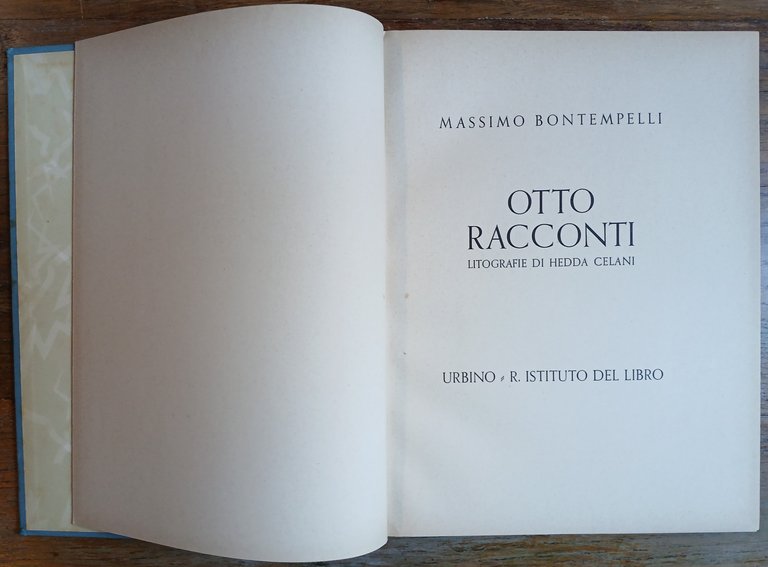 MASSIMO BONTEMPELLI
OTTO
RACCONTI
LITOGRAFIE DI HEDDA CELANI
URBINO ⸗ R. ISTITUTO DEL LIBRO